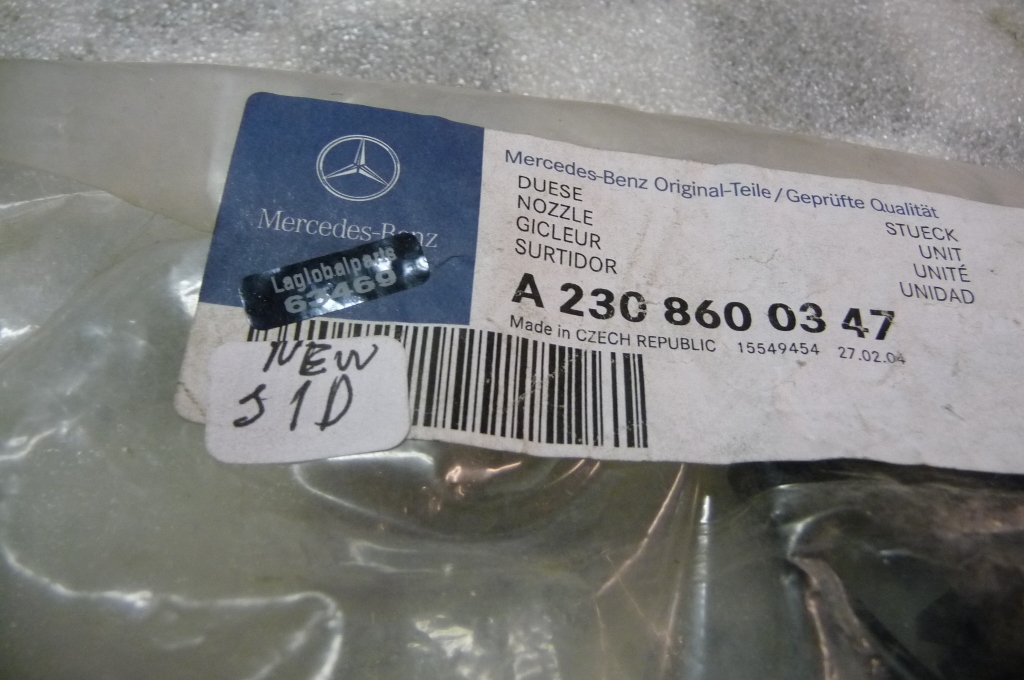 Mercedes-Benz
Laglobalparts
Mercedes-Benz Original-Teile/Geprüfte Qualität
DUESE
NOZZLE
GICLEUR
SURTIDOR
STUECK
UNIT
UNITÉ
UNIDAD
A 230 860 03 47
Made in CZECH REPUBLIC 15549454 27.02.04
NEW
S1D